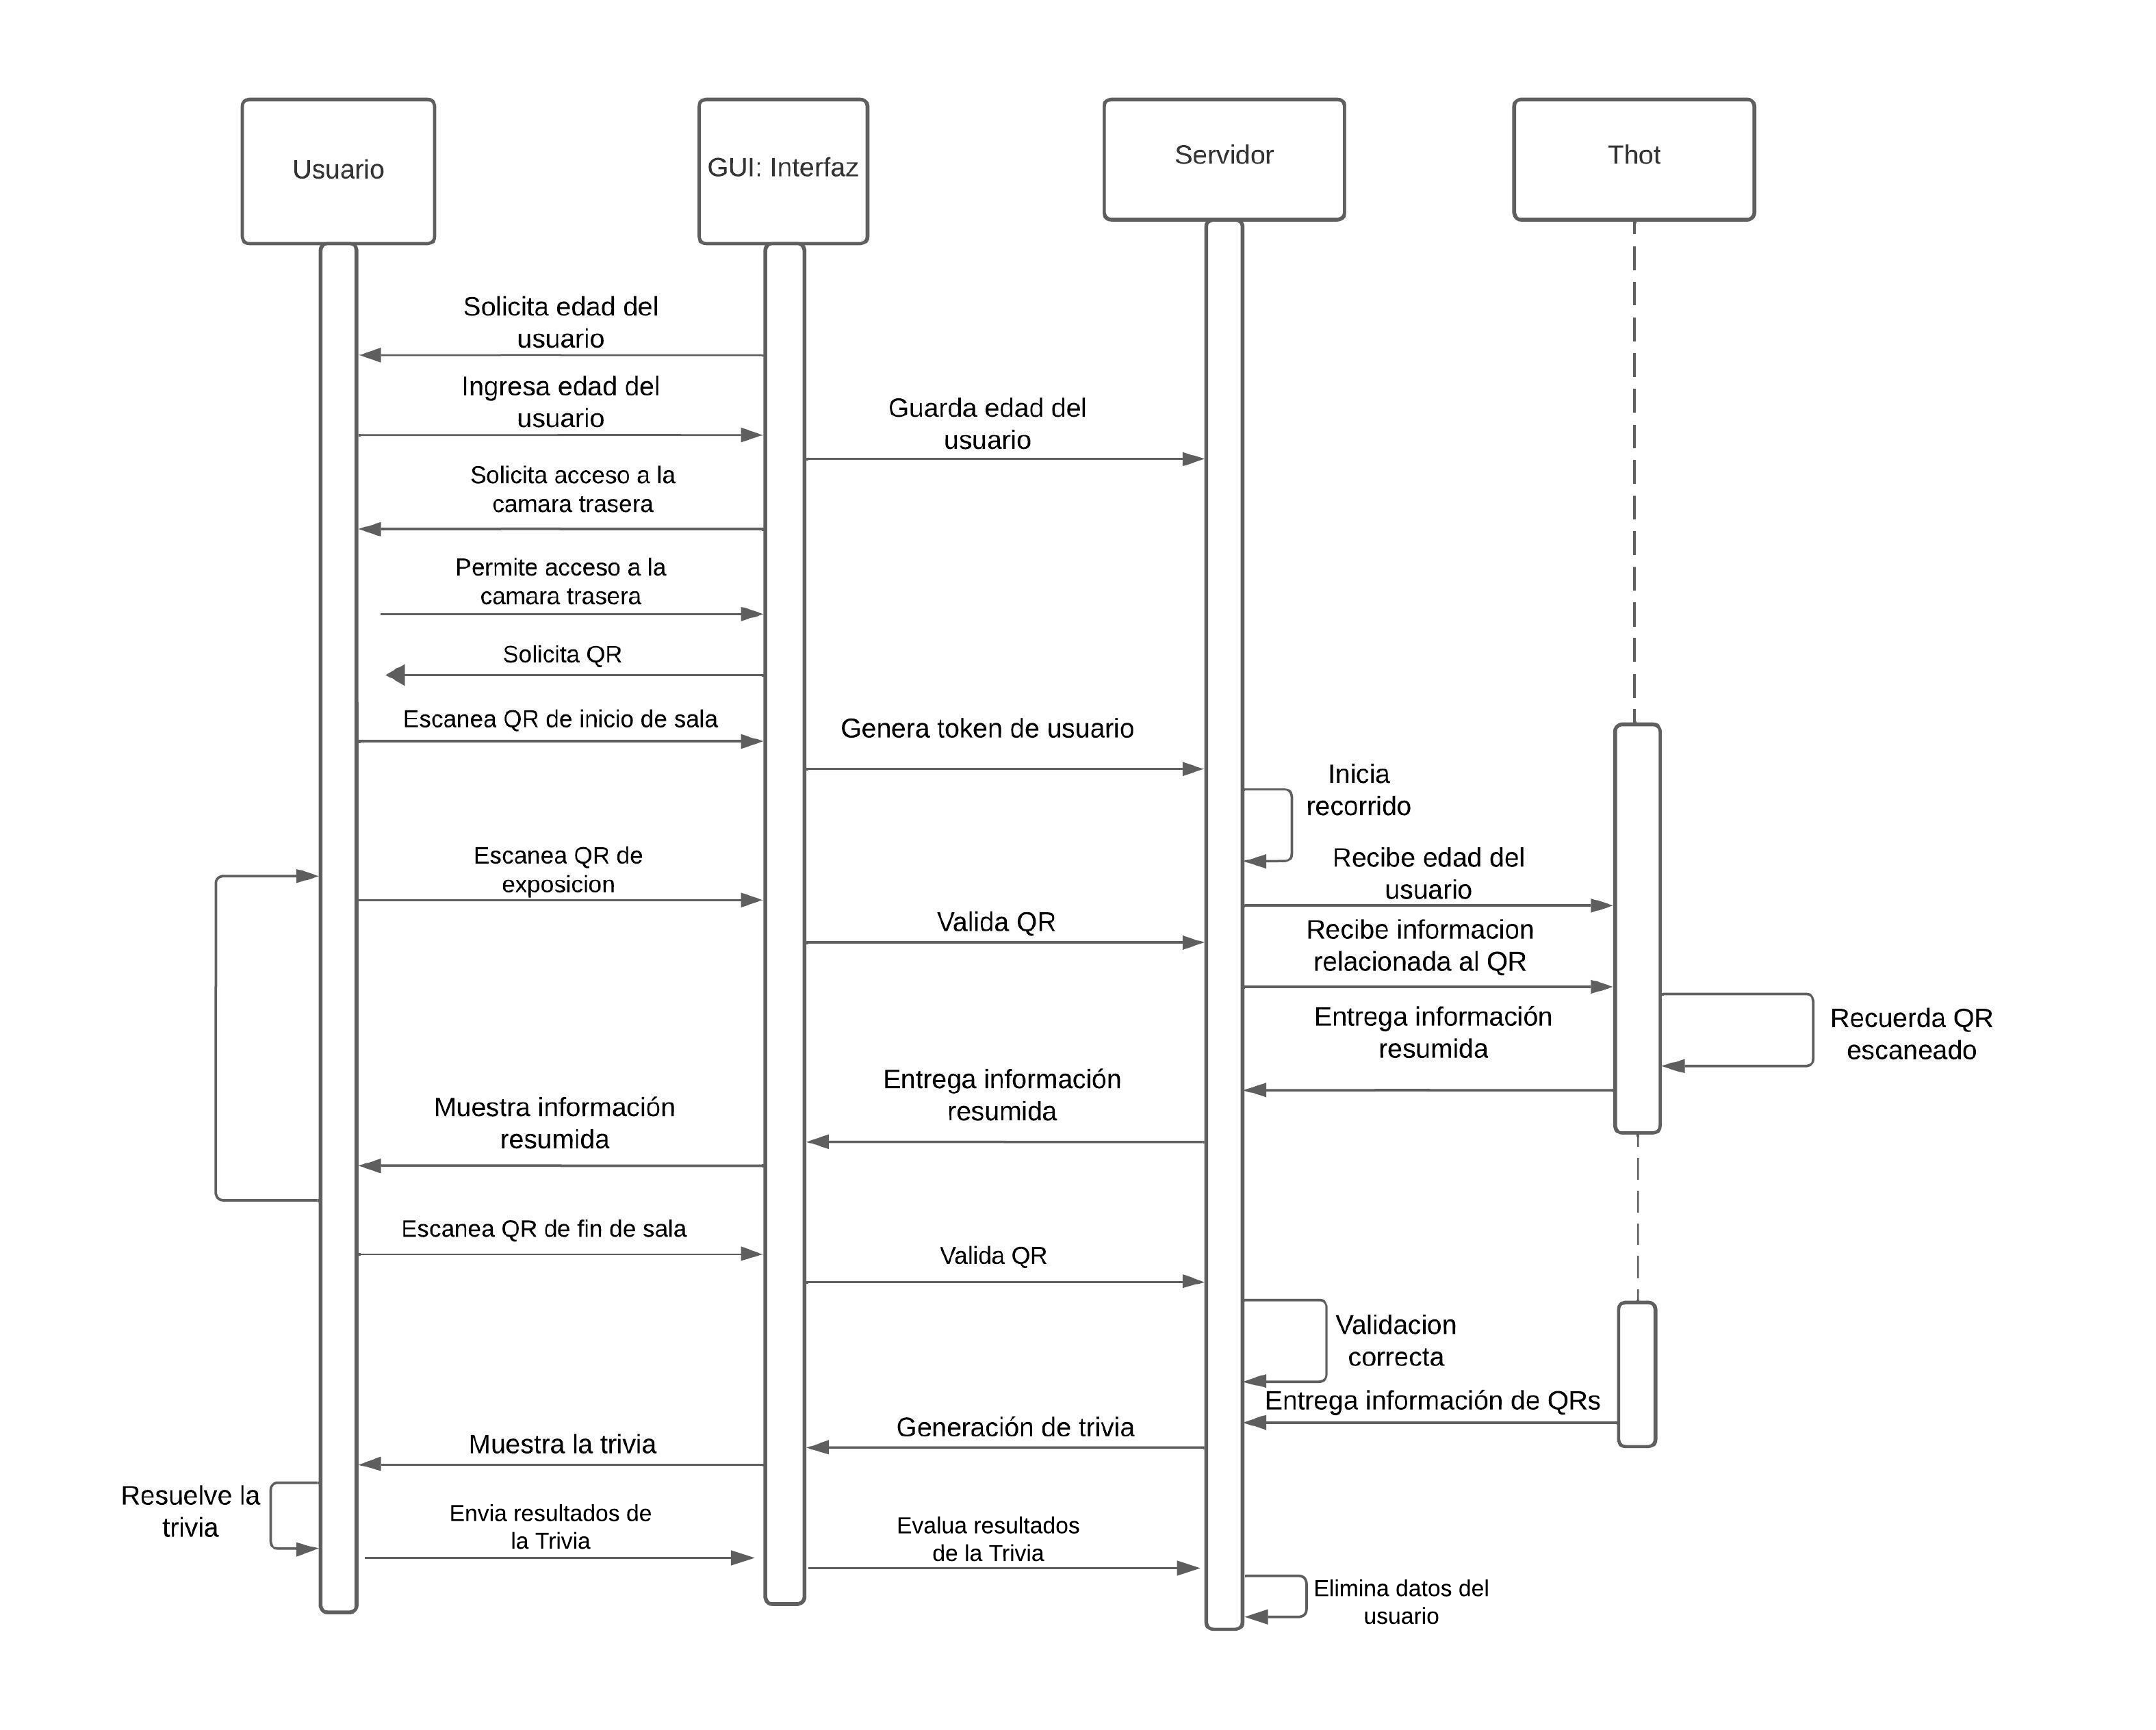 Usuario
GUI: Interfaz
Servidor
Thot
Solicita edad del
usuario
Ingresa edad del
usuario
Guarda edad del
usuario
Solicita acceso a la
camara trasera
Permite acceso a la
camara trasera
Solicita QR
Escanea QR de inicio de sala
Genera token de usuario
Inicia
recorrido
Escanea QR de
exposicion
Recibe edad del
usuario
Valida QR
Recibe informacion
relacionada al QR
Recuerda QR
escaneado
Entrega información
resumida
Entrega información
resumida
Muestra información
resumida
Escanea QR de fin de sala
Valida QR
Validacion
correcta
Entrega información de QRs
Generación de trivia
Muestra la trivia
Resuelve la
trivia
Envia resultados de
la Trivia
Evalua resultados
de la Trivia
Elimina datos del
usuario